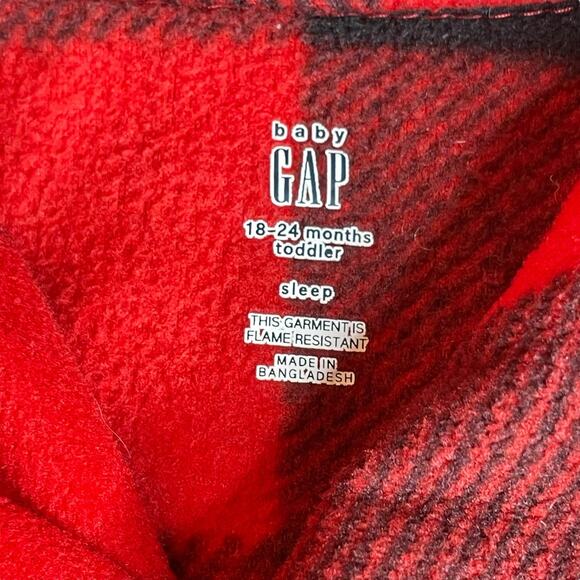 baby
GAP
18-24 months
toddler
sleep
THIS GARMENT IS
FLAME RESISTANT
MADE IN
BANGLADESH